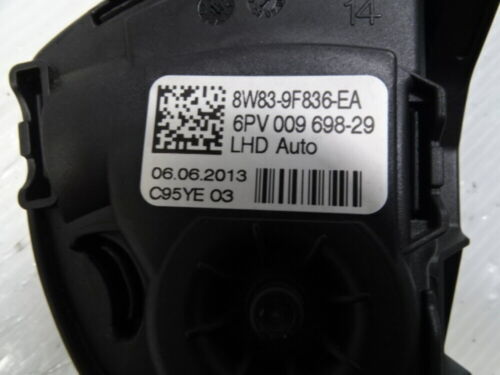 14
8W83-9F836-EA
6PV 009 698-29
LHD Auto
06.06.2013
C95YE 03